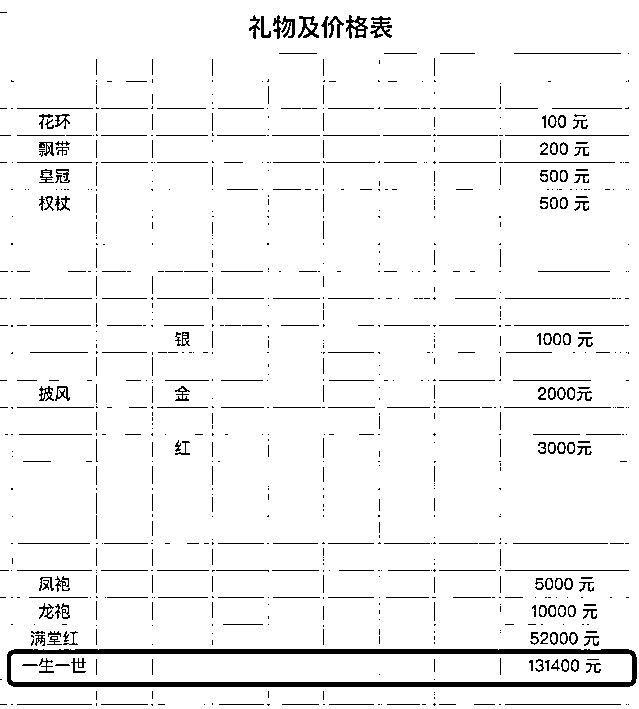 礼物及价格表
花环 100 元
飘带 200 元
皇冠 500 元
权杖 500 元
银 1000 元
披风 金 2000元
红 3000元
凤袍 5000 元
龙袍 10000 元
满堂红 52000 元
一生一世 131400 元